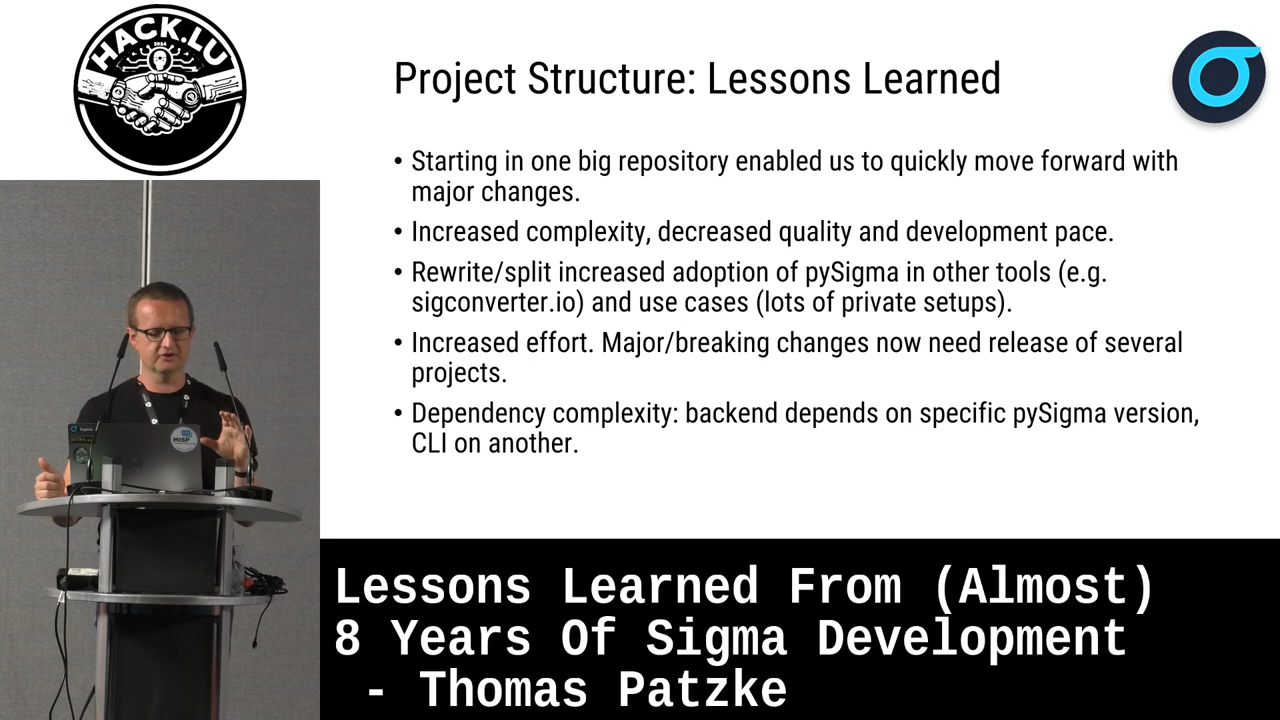 HACK.LU
2024
Project Structure: Lessons Learned
• Starting in one big repository enabled us to quickly move forward with
major changes.
• Increased complexity, decreased quality and development pace.
• Rewrite/split increased adoption of pySigma in other tools (e.g.
sigconverter.io) and use cases (lots of private setups).
• Increased effort. Major/breaking changes now need release of several
projects.
• Dependency complexity: backend depends on specific pySigma version,
CLI on another.
MISP
Lessons Learned From (Almost)
8 Years Of Sigma Development
- Thomas Patzke